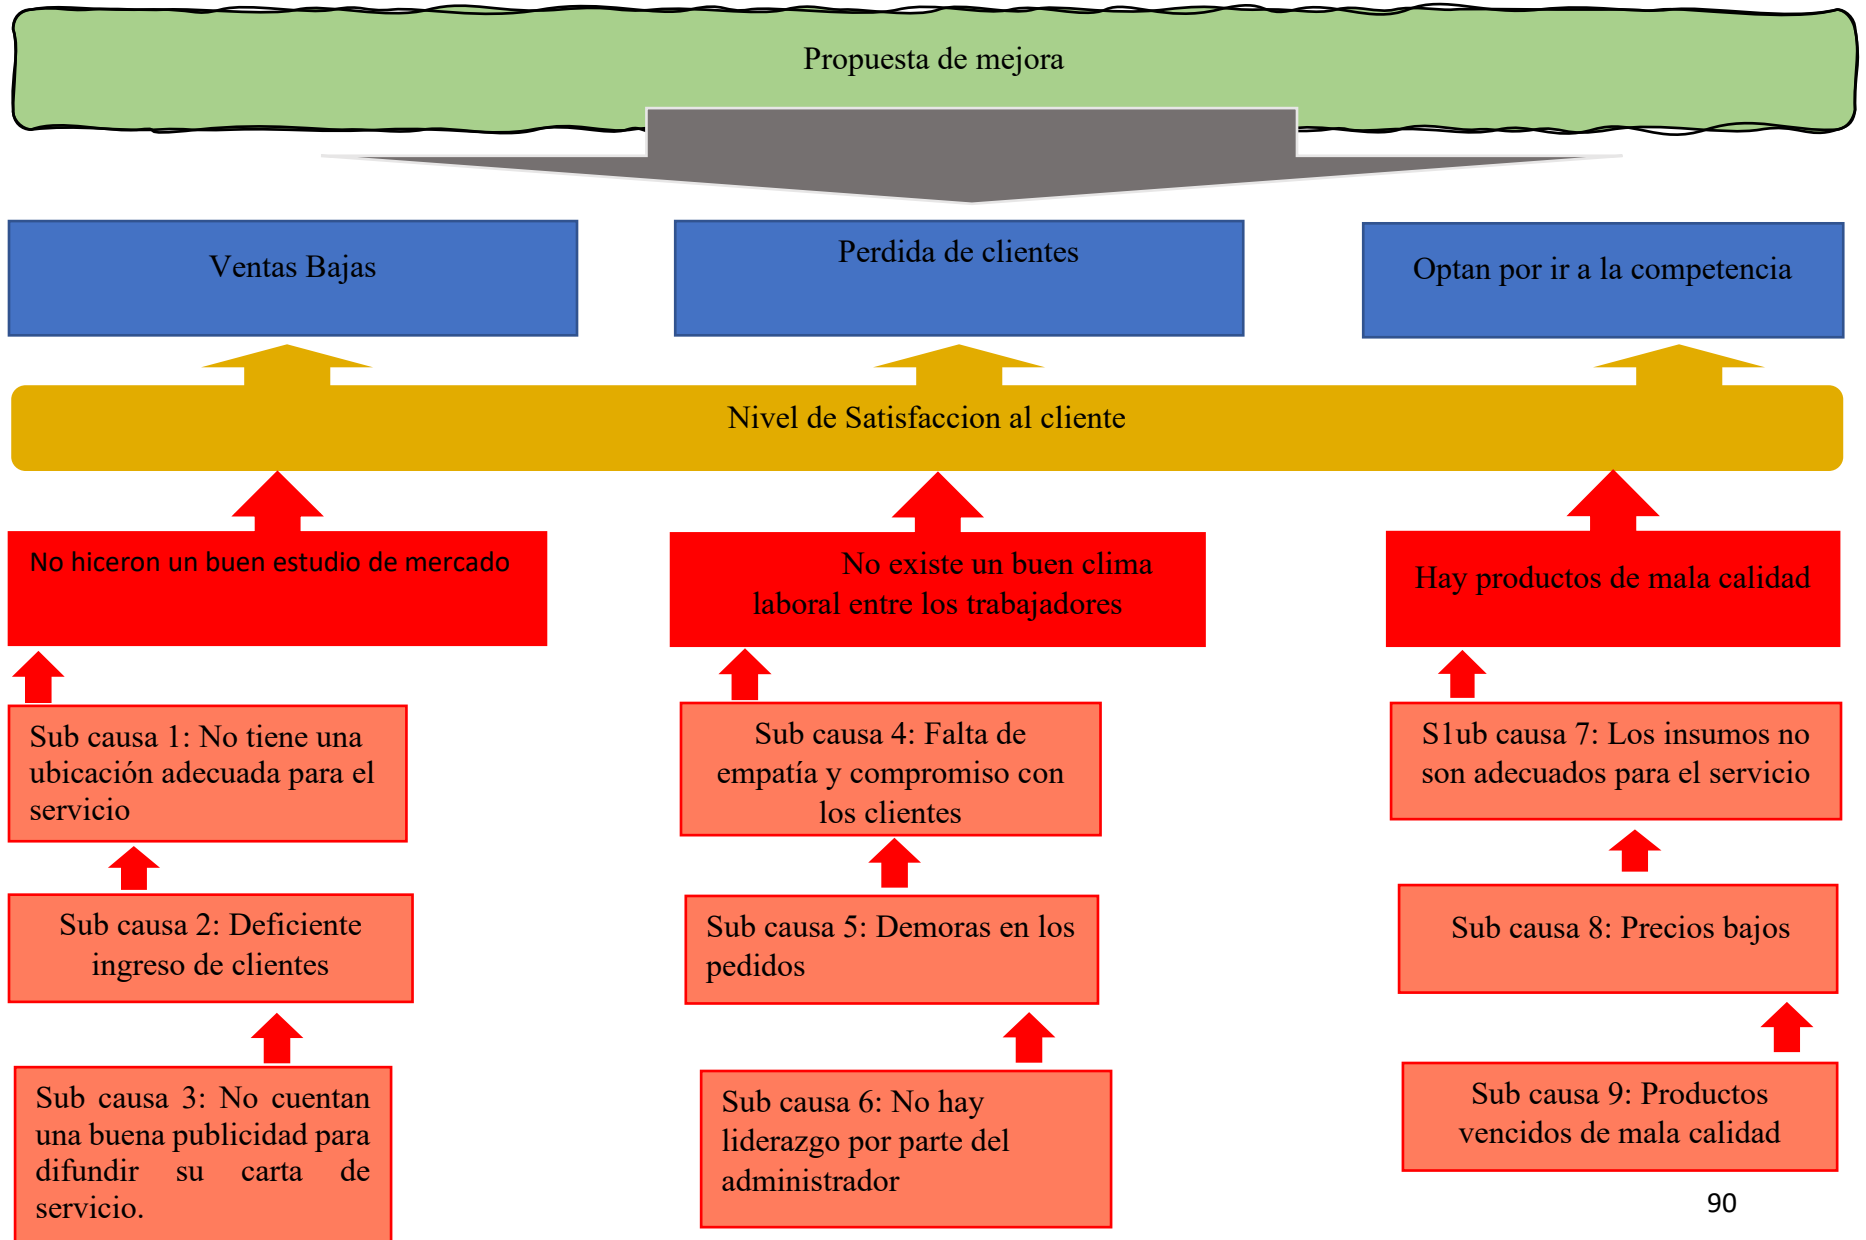 Propuesta de mejora
Ventas Bajas
Perdida de clientes
Optan por ir a la competencia
Nivel de Satisfaccion al cliente
No hiceron un buen estudio de mercado
No existe un buen clima
laboral entre los trabajadores
Hay productos de mala calidad
Sub causa 1: No tiene una
ubicación adecuada para el
servicio
Sub causa 4: Falta de
empatía y compromiso con
los clientes
S1ub causa 7: Los insumos no
son adecuados para el servicio
Sub causa 2: Deficiente
ingreso de clientes
Sub causa 5: Demoras en los
pedidos
Sub causa 8: Precios bajos
Sub causa 3: No cuentan
una buena publicidad para
difundir su carta de
servicio.
Sub causa 6: No hay
liderazgo por parte del
administrador
Sub causa 9: Productos
vencidos de mala calidad
90